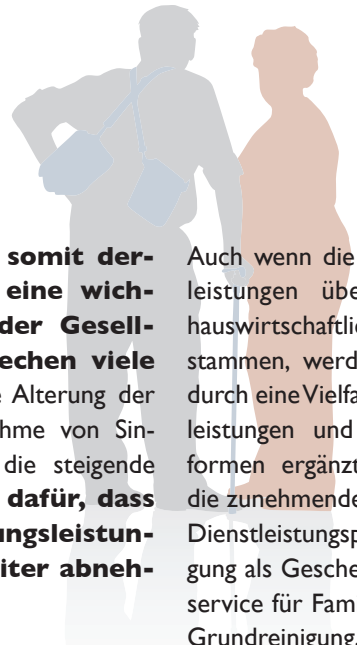 somit der-
eine wich-
der Gesell-
echen viele
e Alterung der
hme von Sin-
die steigende
dafür, dass
ungsleistun-
iter abneh-
Auch wenn die
leistungen übe
hauswirtschaftlic
stammen, werd
durch eine Vielfa
leistungen und
formen ergänzt
die zunehmende
Dienstleistungsp
gung als Gesche
service für Fam
Grundreinigung,